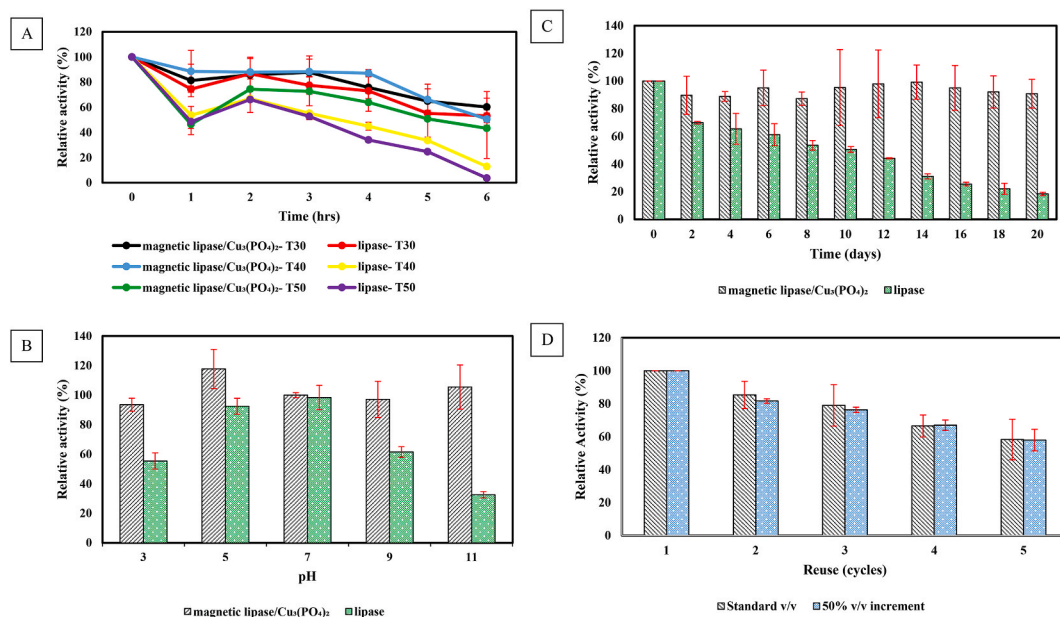 A
Relative activity (%)
120
100
80
60
40
20
0
0 1 2 3 4 5 6
Time (hrs)
magnetic lipase/Cu₃(PO₄)₂- T30
lipase- T30
magnetic lipase/Cu₃(PO₄)₂- T40
lipase- T40
magnetic lipase/Cu₃(PO₄)₂- T50
lipase- T50
C
Relative activity (%)
140
120
100
80
60
40
20
0
0 2 4 6 8 10 12 14 16 18 20
Time (days)
magnetic lipase/Cu₃(PO₄)₂ lipase
B
Relative activity (%)
140
120
100
80
60
40
20
0
3 5 7 9 11
pH
magnetic lipase/Cu₃(PO₄)₂ lipase
D
Relative Activity (%)
120
100
80
60
40
20
0
1 2 3 4 5
Reuse (cycles)
Standard v/v 50% v/v increment